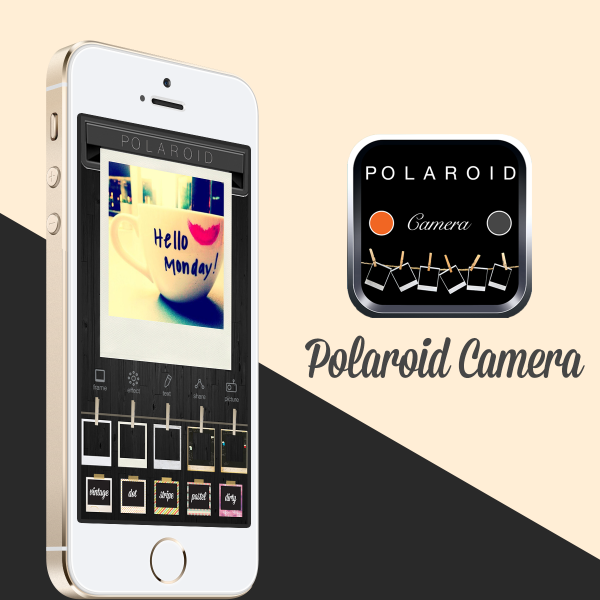 POLAROID
Hello
Monday!
frame effect text share picture
vintage dot stripe pastel dirty
POLAROID
Camera
Polaroid Camera